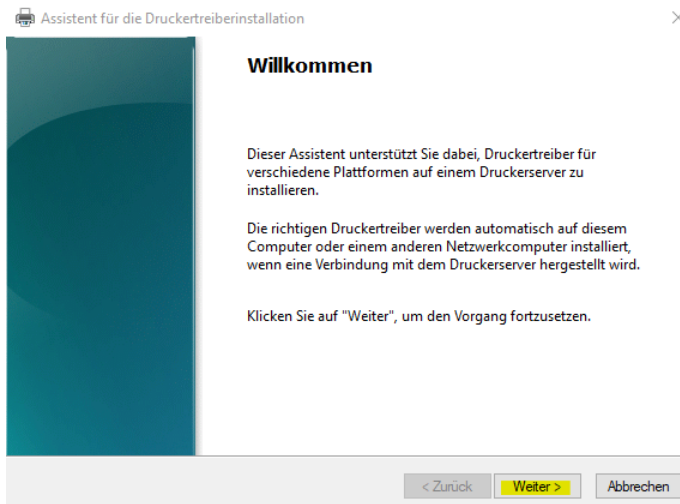 Assistent für die Druckertreiberinstallation
Willkommen
Dieser Assistent unterstützt Sie dabei, Druckertreiber für
verschiedene Plattformen auf einem Druckerserver zu
installieren.
Die richtigen Druckertreiber werden automatisch auf diesem
Computer oder einem anderen Netzwerkcomputer installiert,
wenn eine Verbindung mit dem Druckerserver hergestellt wird.
Klicken Sie auf "Weiter", um den Vorgang fortzusetzen.
< Zurück Weiter > Abbrechen